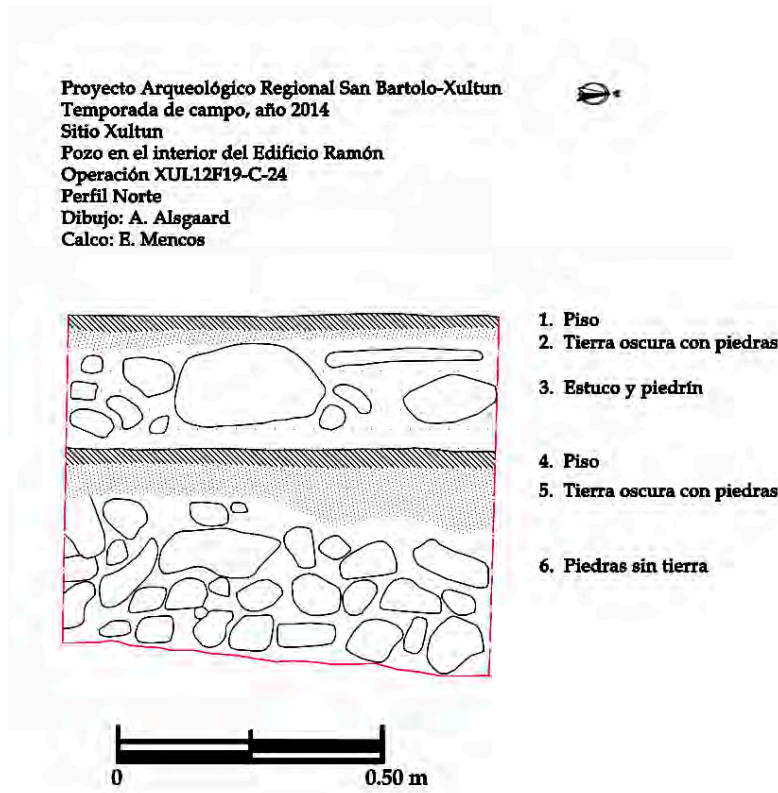 Proyecto Arqueológico Regional San Bartolo-Xultun
Temporada de campo, año 2014
Sitio Xultun
Pozo en el interior del Edificio Ramón
Operación XUL12F19-C-24
Perfil Norte
Dibujo: A. Alsgaard
Calco: E. Mencos
1. Piso
2. Tierra oscura con piedras
3. Estuco y piedrín
4. Piso
5. Tierra oscura con piedras
6. Piedras sin tierra
0 0.50 m